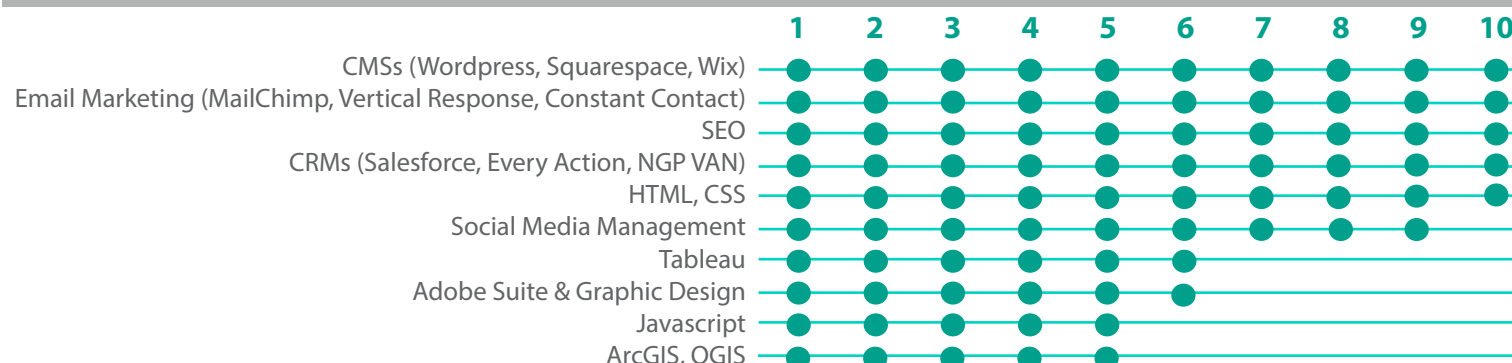 1 2 3 4 5 6 7 8 9 10
CMSs (Wordpress, Squarespace, Wix)
Email Marketing (MailChimp, Vertical Response, Constant Contact)
SEO
CRMs (Salesforce, Every Action, NGP VAN)
HTML, CSS
Social Media Management
Tableau
Adobe Suite & Graphic Design
Javascript
ArcGIS, QGIS